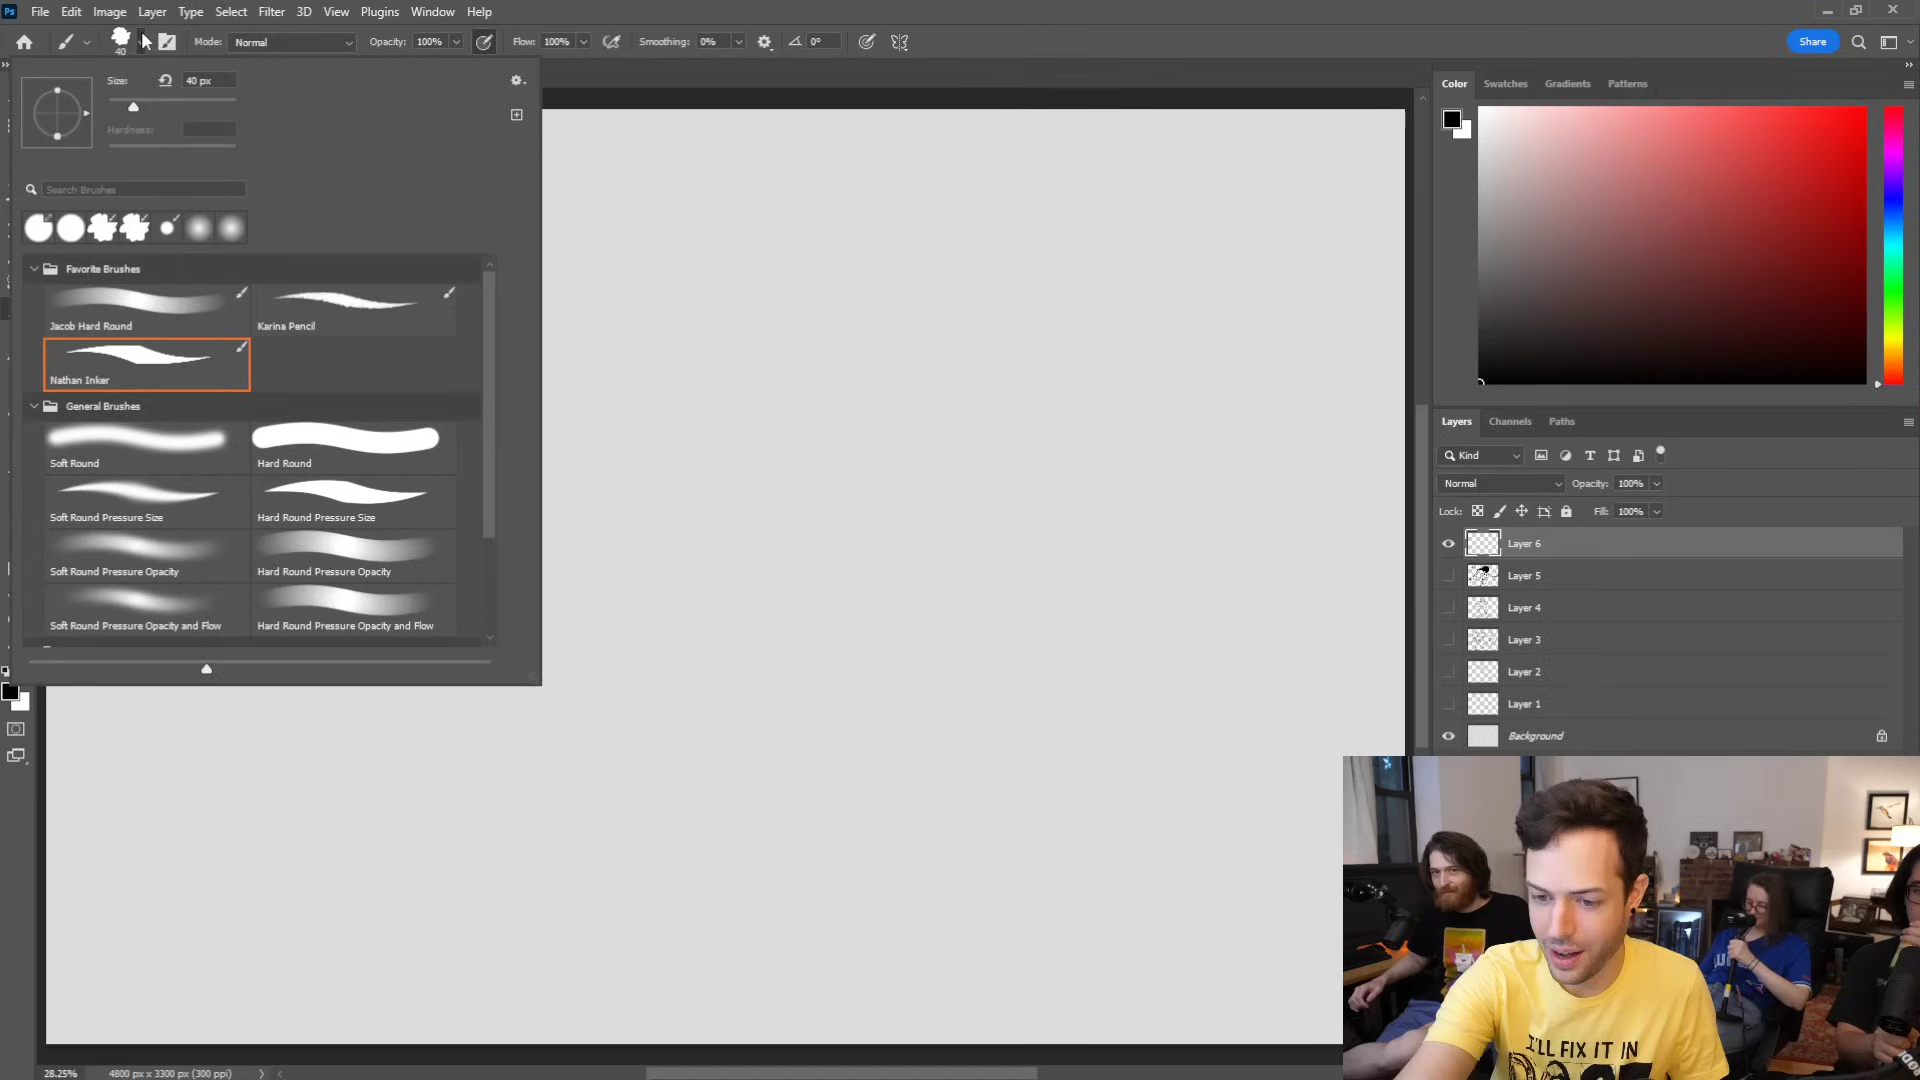 Ps File Edit Image Layer Type Select Filter 3D View Plugins Window Help
40 Mode: Normal Opacity: 100% Flow: 100% Smoothing: 0% 0° Share
Size: 40 px
Hardness:
Search Brushes
Favorite Brushes
Jacob Hard Round Karina Pencil
Nathan Inker
General Brushes
Soft Round Hard Round
Soft Round Pressure Size Hard Round Pressure Size
Soft Round Pressure Opacity Hard Round Pressure Opacity
Soft Round Pressure Opacity and Flow Hard Round Pressure Opacity and Flow
Color Swatches Gradients Patterns
Layers Channels Paths
Kind
Normal Opacity: 100%
Lock: Fill: 100%
Layer 6
Layer 5
Layer 4
Layer 3
Layer 2
Layer 1
Background
I'LL FIX IT IN
28.25% 4800 px x 3300 px (300 ppi)